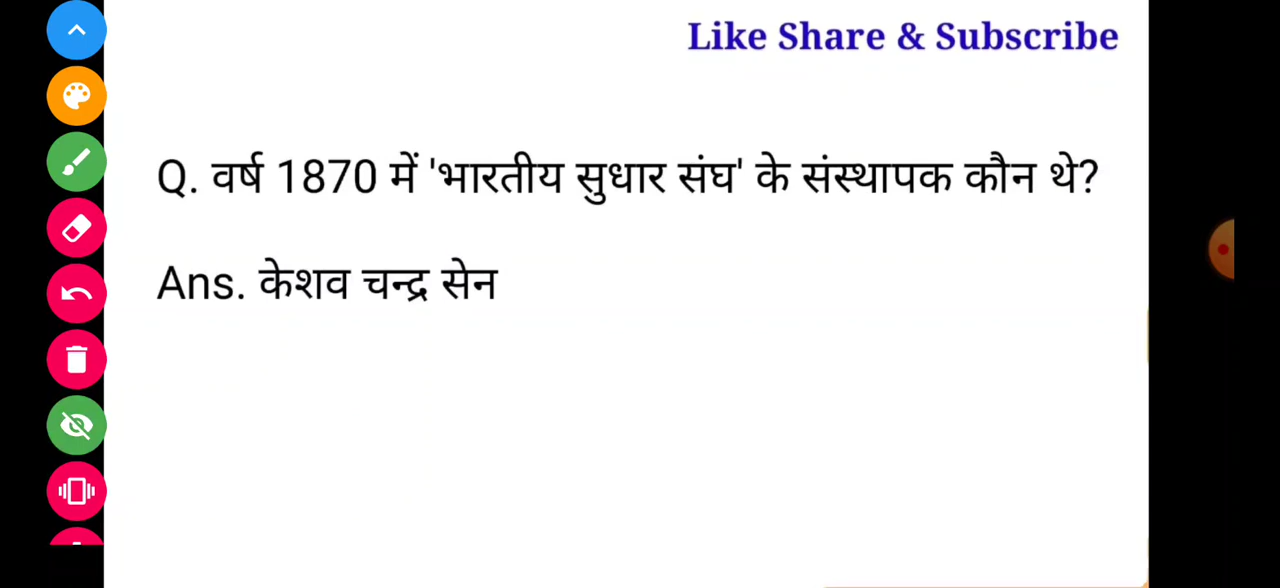 Like Share & Subscribe
Q. वर्ष 1870 में 'भारतीय सुधार संघ' के संस्थापक कौन थे?
Ans. केशव चन्द्र सेन